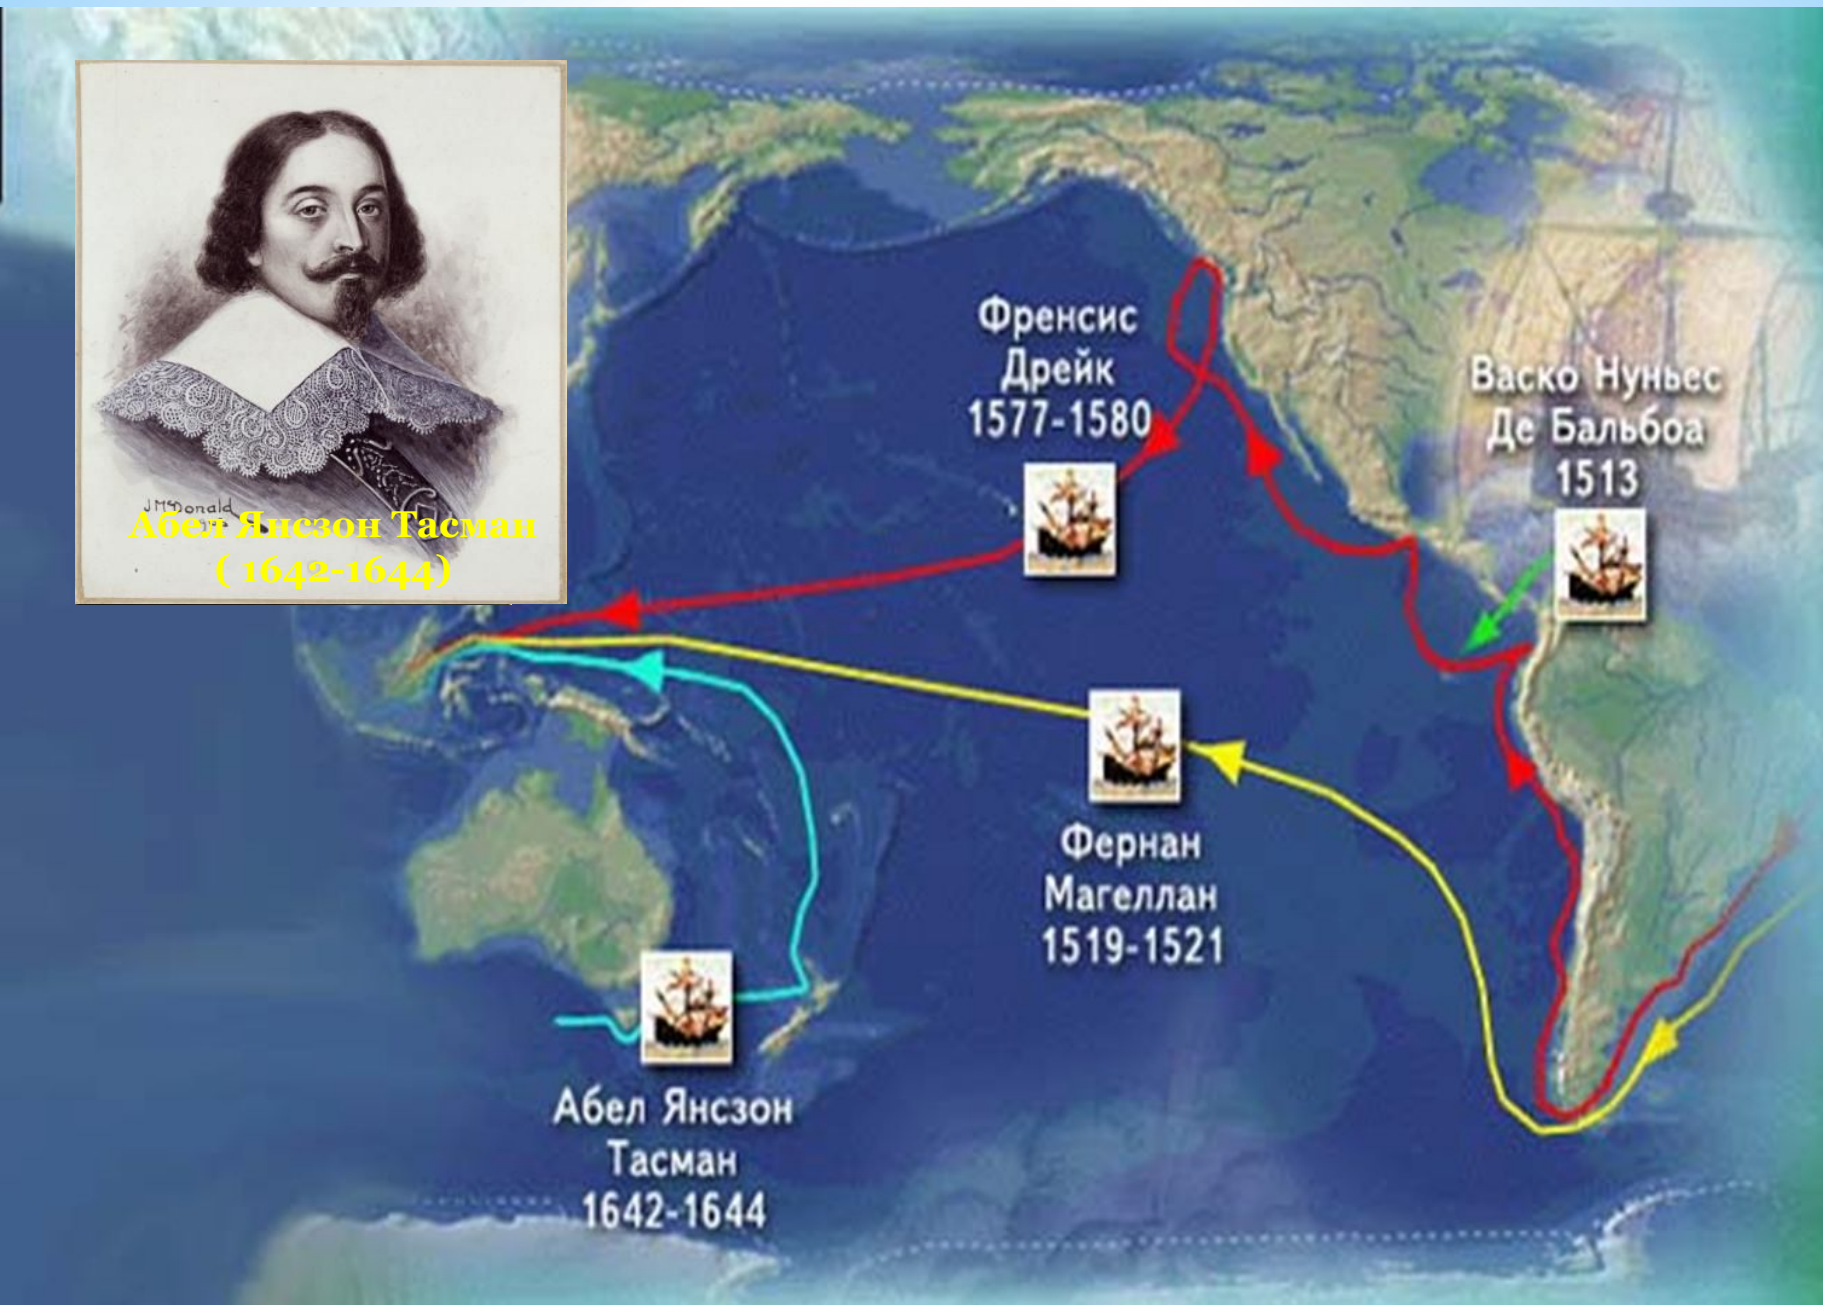 J McDonald
Абел Янсзон Тасман
( 1642-1644)
Френсис
Дрейк
1577-1580
Васко Нуньес
Де Бальбоа
1513
Фернан
Магеллан
1519-1521
Абел Янсзон
Тасман
1642-1644